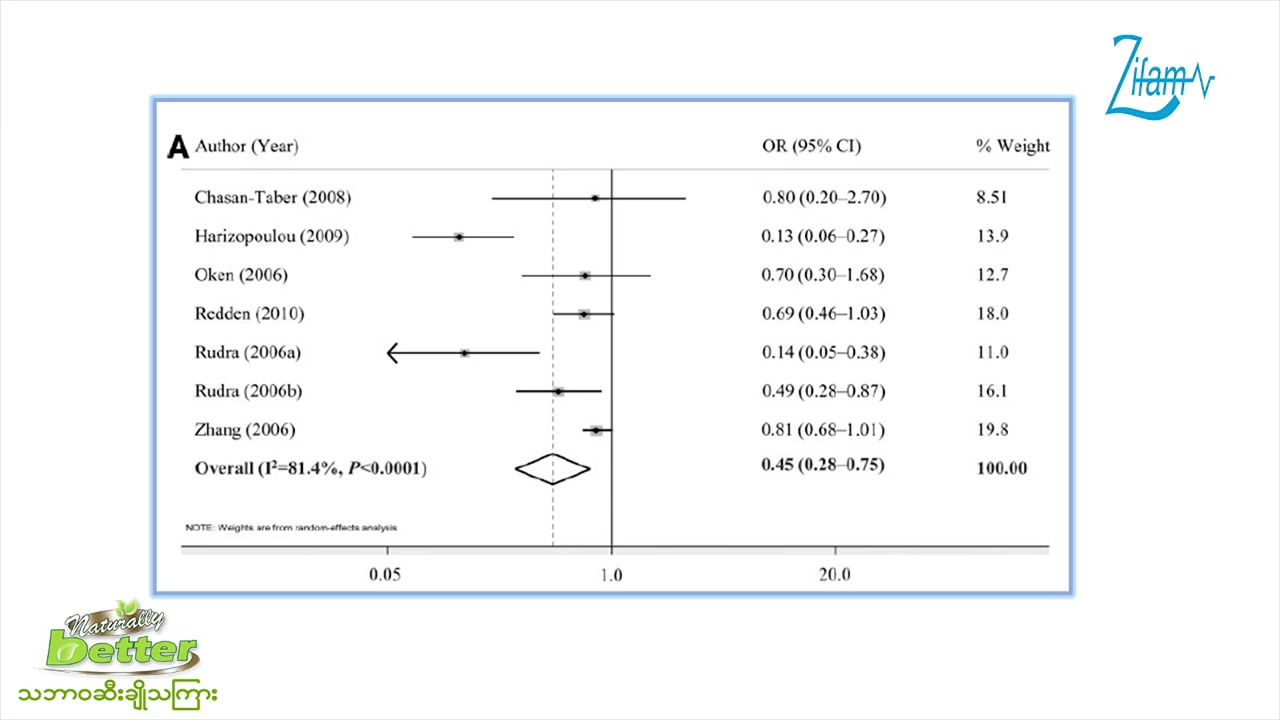 Zifam
A Author (Year) OR (95% CI) % Weight
Chasan-Taber (2008) 0.80 (0.20–2.70) 8.51
Harizopoulou (2009) 0.13 (0.06–0.27) 13.9
Oken (2006) 0.70 (0.30–1.68) 12.7
Redden (2010) 0.69 (0.46–1.03) 18.0
Rudra (2006a) 0.14 (0.05–0.38) 11.0
Rudra (2006b) 0.49 (0.28–0.87) 16.1
Zhang (2006) 0.81 (0.68–1.01) 19.8
Overall (I²=81.4%, P<0.0001) 0.45 (0.28–0.75) 100.00
NOTE: Weights are from random-effects analysis
0.05 1.0 20.0
Naturally
better
သဘာဝဆီးချိုသကြား